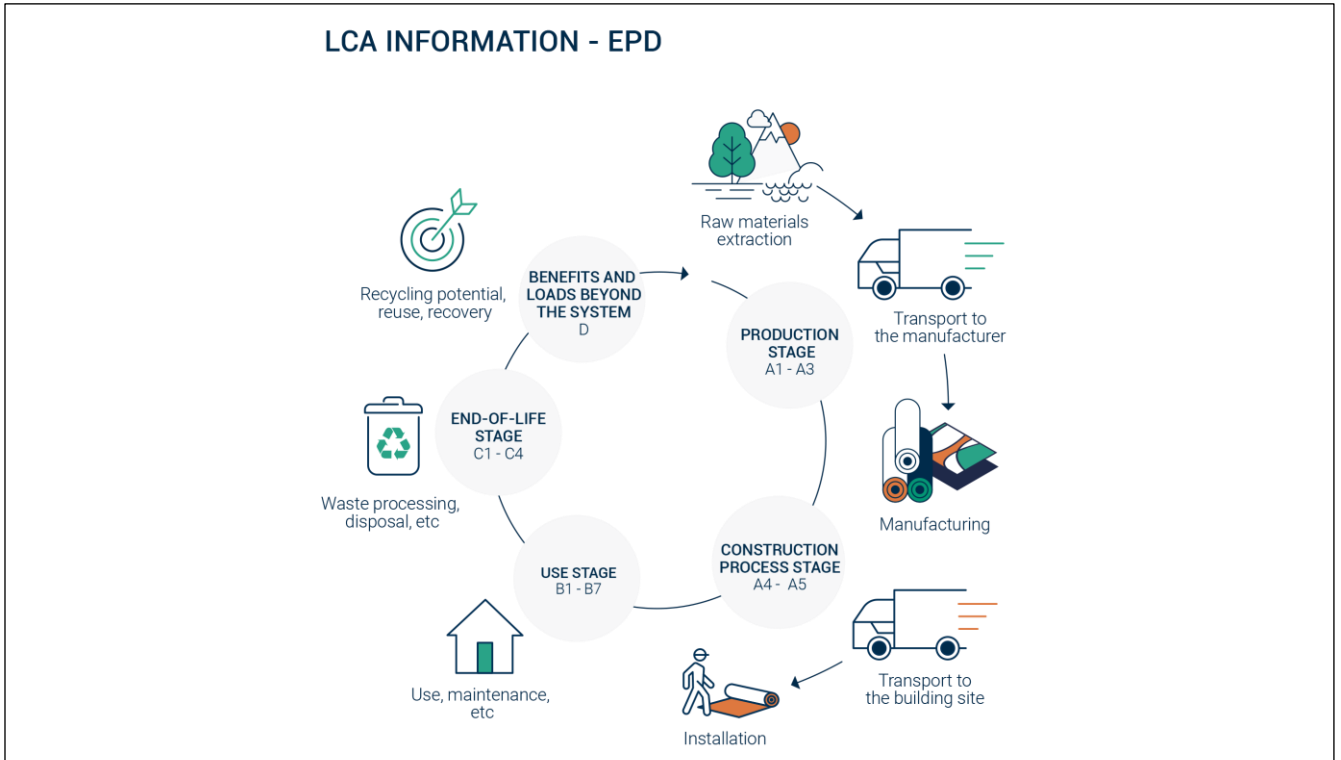 LCA INFORMATION - EPD
Raw materials
extraction
Transport to
the manufacturer
Manufacturing
Transport to
the building site
Installation
Use, maintenance,
etc
Waste processing,
disposal, etc
Recycling potential,
reuse, recovery
BENEFITS AND
LOADS BEYOND
THE SYSTEM
D
PRODUCTION
STAGE
A1 - A3
CONSTRUCTION
PROCESS STAGE
A4 -  A5
USE STAGE
B1 - B7
END-OF-LIFE
STAGE
C1 - C4